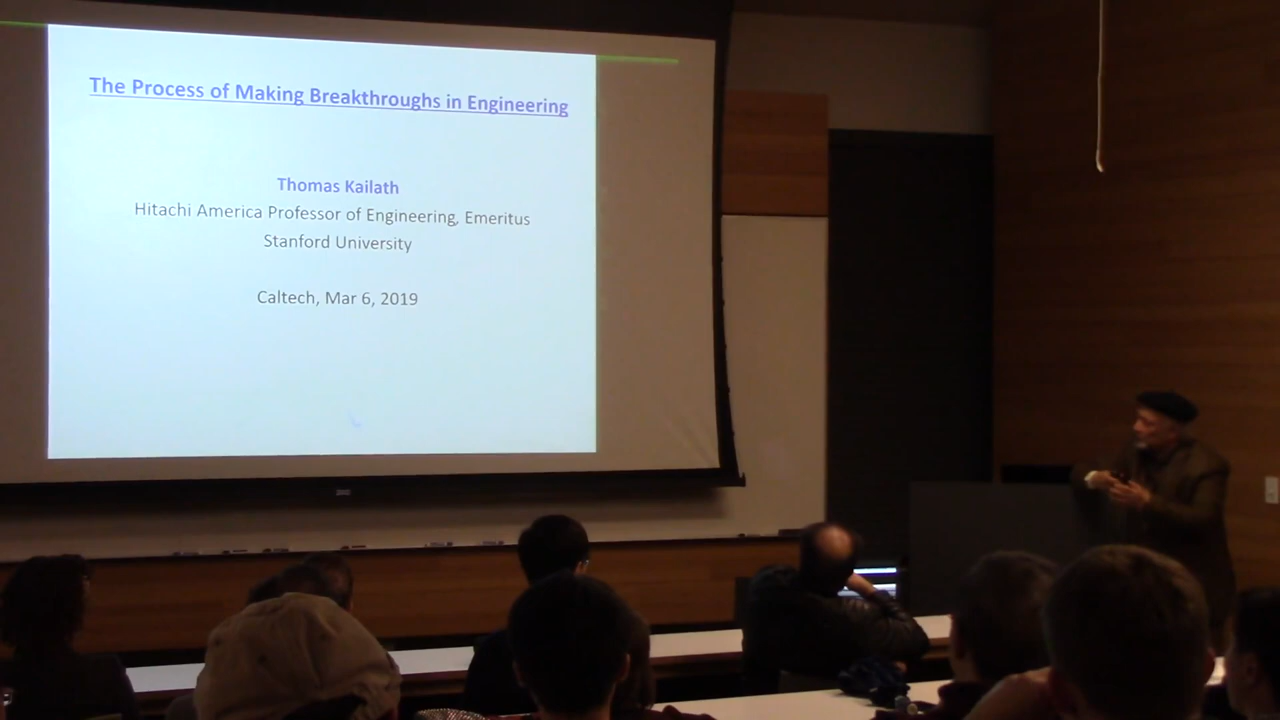 The Process of Making Breakthroughs in Engineering
Thomas Kailath
Hitachi America Professor of Engineering, Emeritus
Stanford University
Caltech, Mar 6, 2019